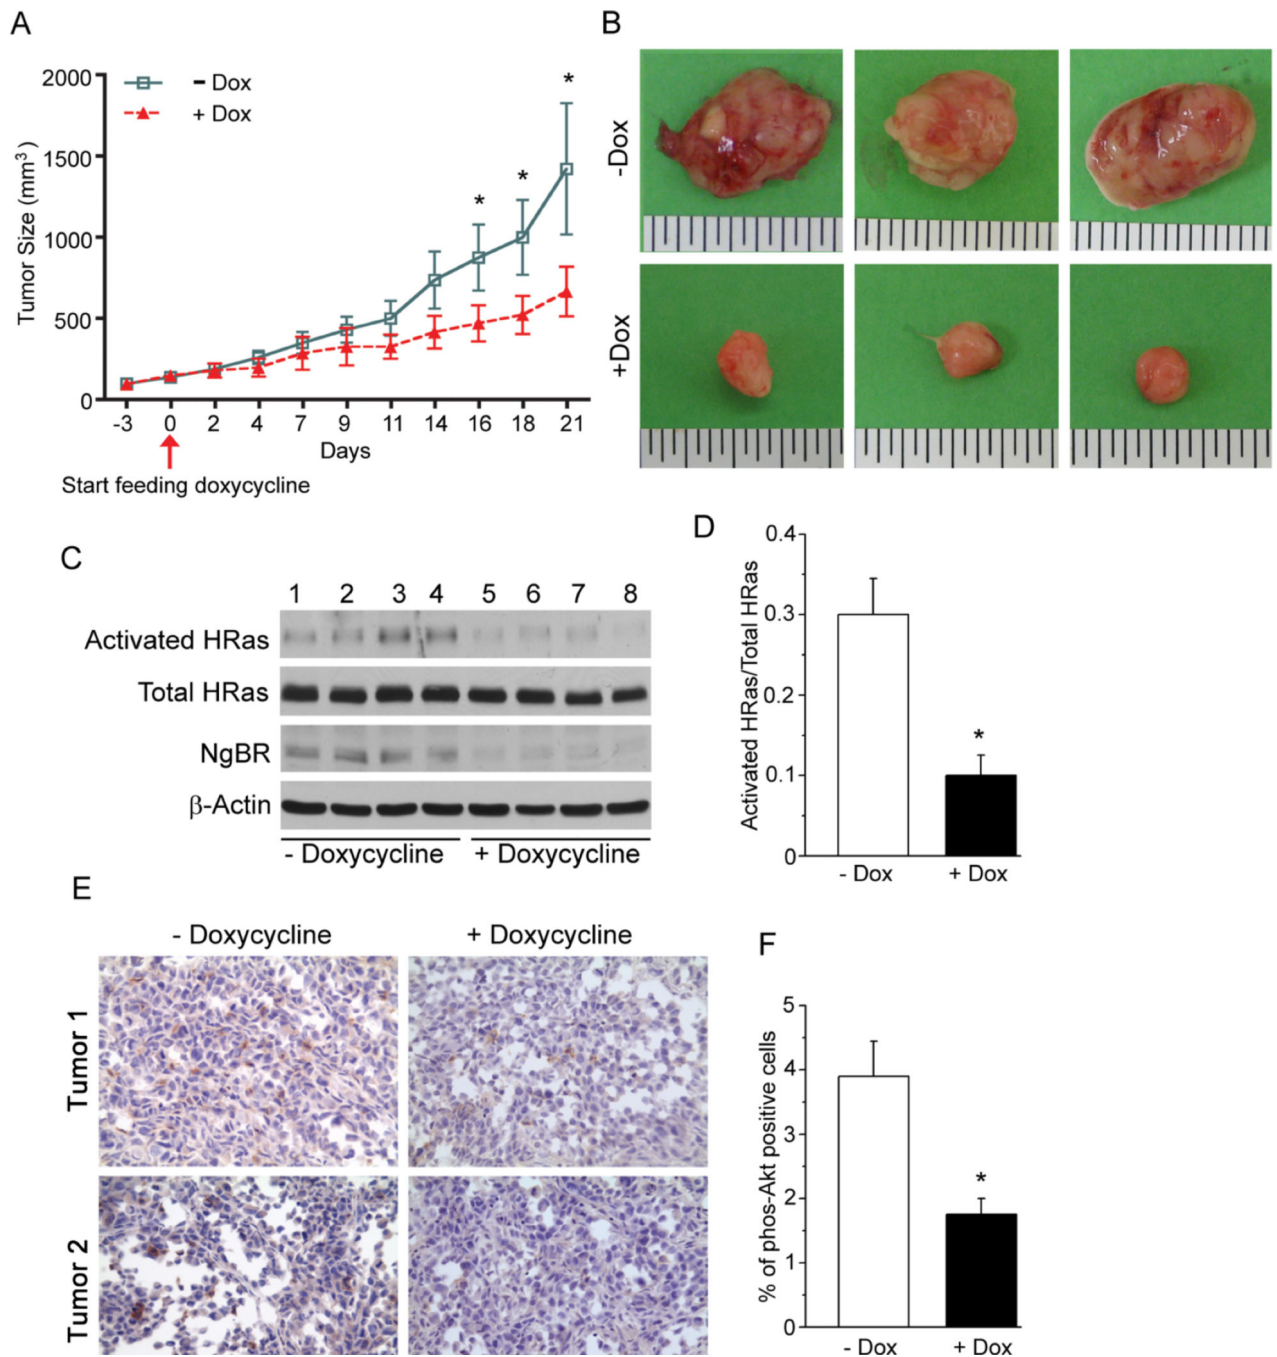 A
2000
1500
1000
500
0
Tumor Size (mm³)
- Dox
+ Dox
*
*
*
-3 0 2 4 7 9 11 14 16 18 21
Days
Start feeding doxycycline
B
-Dox
+Dox
C
1 2 3 4 5 6 7 8
Activated HRas
Total HRas
NgBR
β-Actin
- Doxycycline + Doxycycline
D
0.4
0.3
0.2
0.1
0
Activated HRas/Total HRas
*
- Dox + Dox
E
- Doxycycline + Doxycycline
Tumor 1
Tumor 2
F
5
4
3
2
1
0
% of phos-Akt positive cells
*
- Dox + Dox